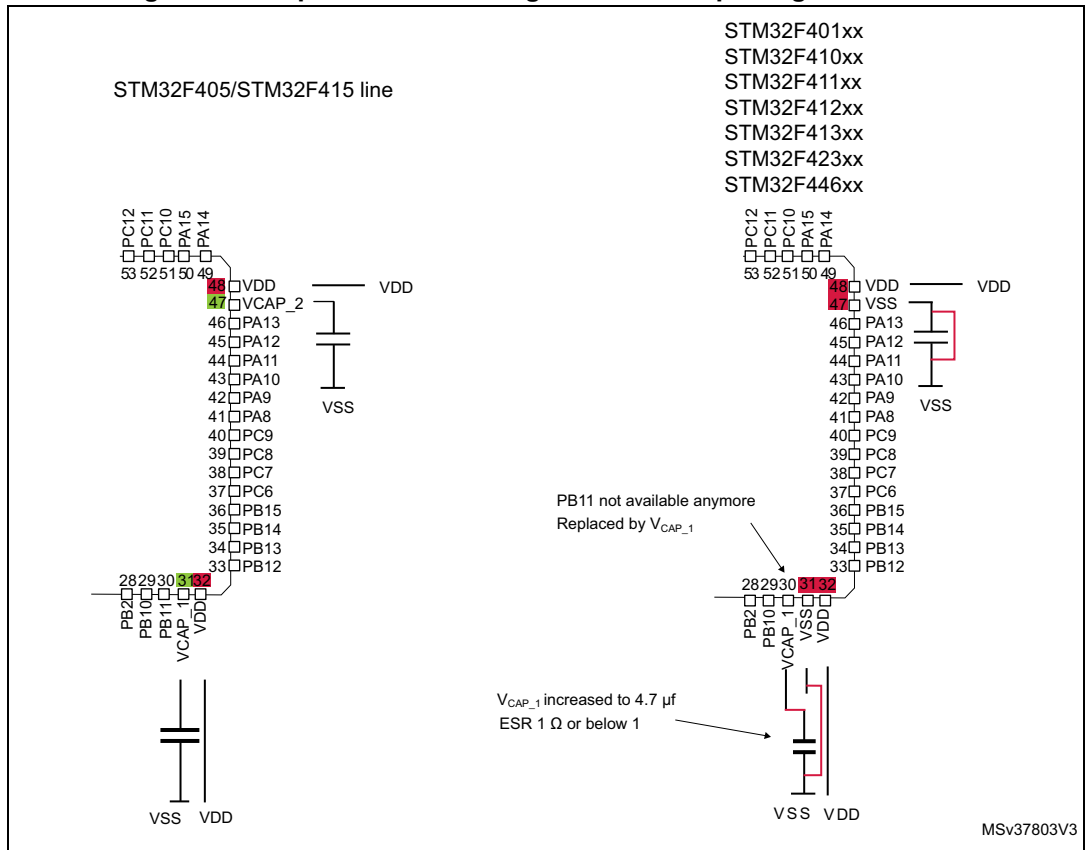 STM32F405/STM32F415 line
PC12
PC11
PC10
PA15
PA14
53 52 51 50 49
48 VDD
VDD
47 VCAP_2
46 PA13
45 PA12
44 PA11
43 PA10
42 PA9
41 PA8
40 PC9
39 PC8
38 PC7
37 PC6
36 PB15
35 PB14
34 PB13
33 PB12
VSS
28 29 30 31 32
PB2
PB10
PB11
VCAP_1
VDD
VSS VDD
STM32F401xx
STM32F410xx
STM32F411xx
STM32F412xx
STM32F413xx
STM32F423xx
STM32F446xx
PC12
PC11
PC10
PA15
PA14
53 52 51 50 49
48 VDD
VDD
47 VSS
46 PA13
45 PA12
44 PA11
43 PA10
42 PA9
41 PA8
40 PC9
39 PC8
38 PC7
37 PC6
36 PB15
35 PB14
34 PB13
33 PB12
VSS
PB11 not available anymore
Replaced by VCAP_1
28 29 30 31 32
PB2
PB10
VCAP_1
VSS
VDD
VCAP_1 increased to 4.7 µf
ESR 1 Ω or below 1
VSS VDD
MSv37803V3